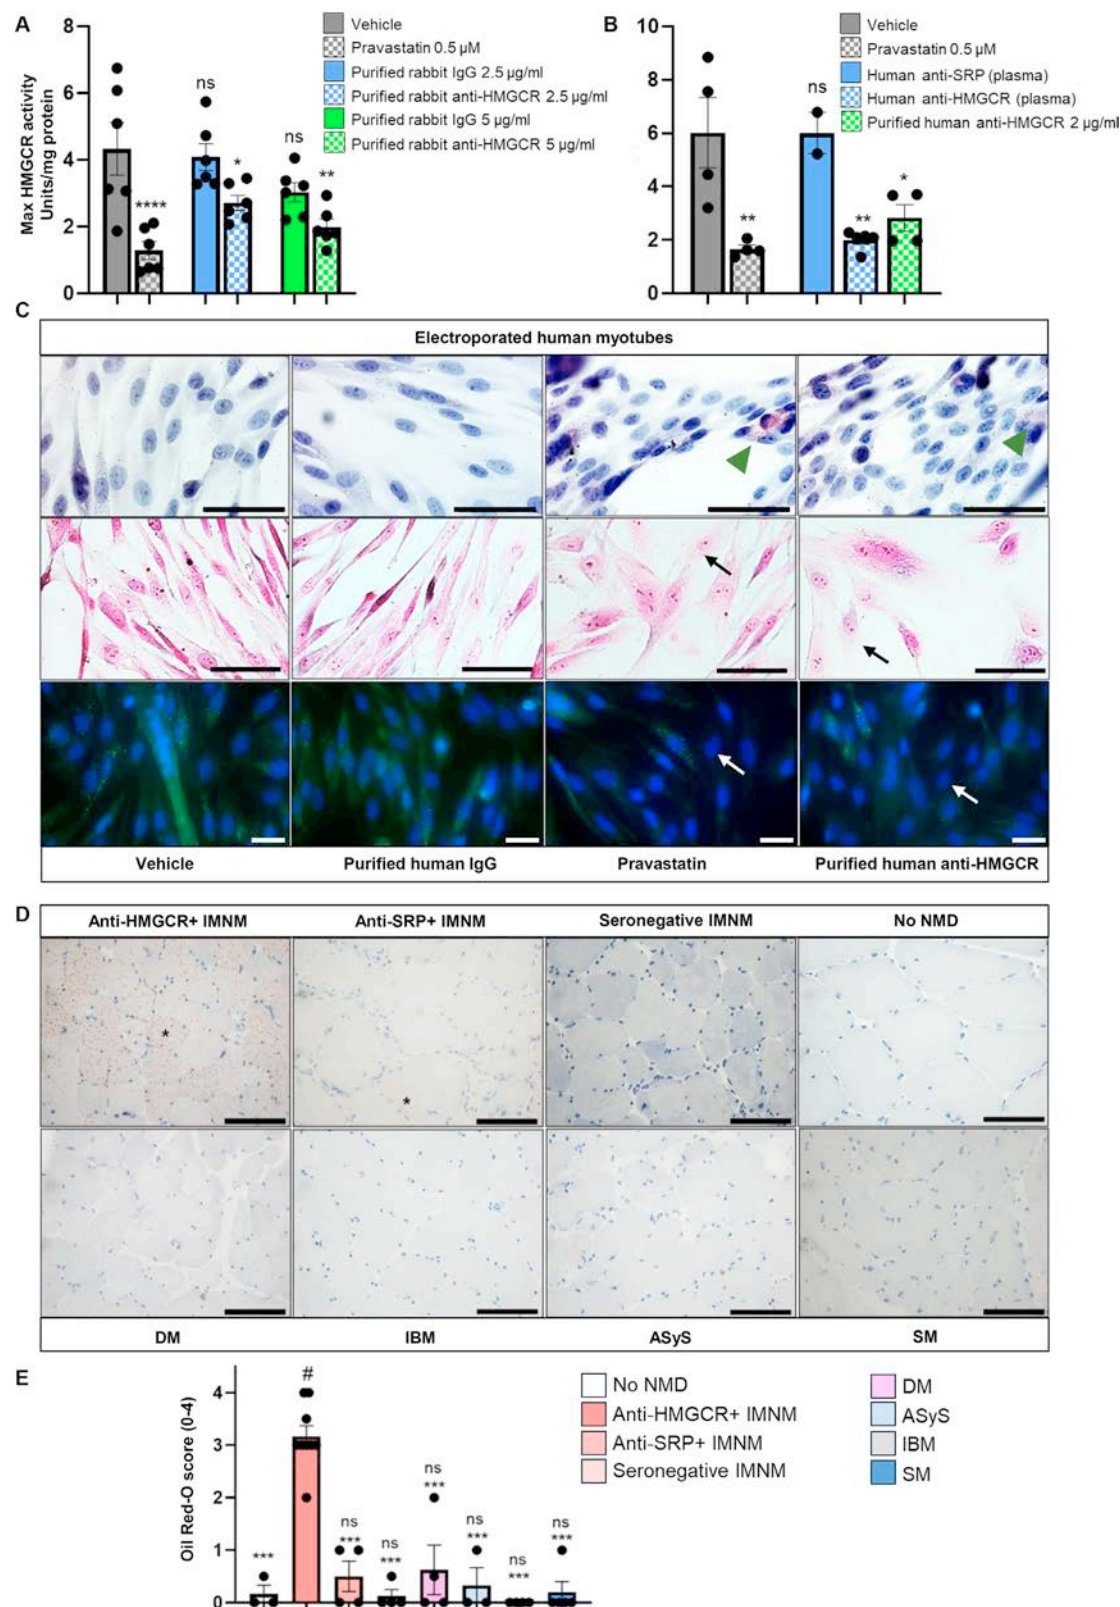 A
8
6
4
2
0
Max HMGCR activity
Units/mg protein
****
ns
*
ns
**
Vehicle
Pravastatin 0.5 µM
Purified rabbit IgG 2.5 µg/ml
Purified rabbit anti-HMGCR 2.5 µg/ml
Purified rabbit IgG 5 µg/ml
Purified rabbit anti-HMGCR 5 µg/ml
B
10
8
6
4
2
0
**
ns
**
*
Vehicle
Pravastatin 0.5 µM
Human anti-SRP (plasma)
Human anti-HMGCR (plasma)
Purified human anti-HMGCR 2 µg/ml
C
Electroporated human myotubes
Vehicle
Purified human IgG
Pravastatin
Purified human anti-HMGCR
D
Anti-HMGCR+ IMNM
Anti-SRP+ IMNM
Seronegative IMNM
No NMD
*
*
DM
IBM
ASyS
SM
E
Oil Red-O score (0-4)
4
3
2
1
0
***
#
ns
***
ns
***
ns
***
ns
***
ns
***
ns
***
No NMD
Anti-HMGCR+ IMNM
Anti-SRP+ IMNM
Seronegative IMNM
DM
ASyS
IBM
SM